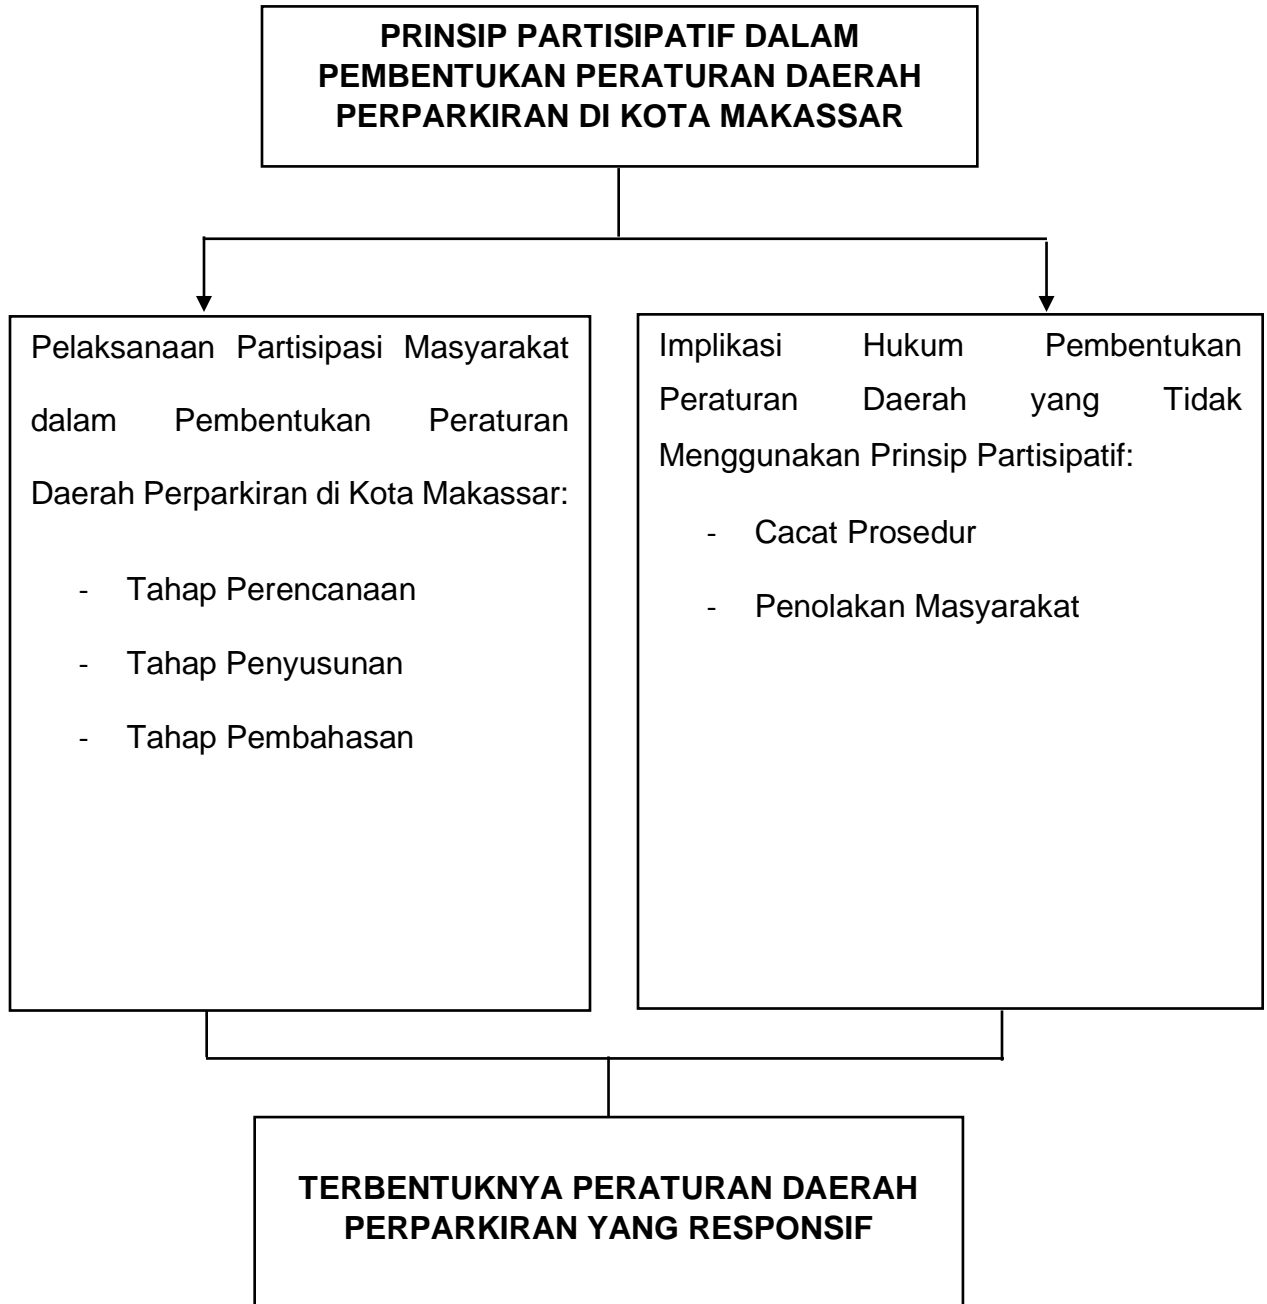 PRINSIP PARTISIPATIF DALAM
PEMBENTUKAN PERATURAN DAERAH
PERPARKIRAN DI KOTA MAKASSAR
Pelaksanaan Partisipasi Masyarakat
dalam Pembentukan Peraturan
Daerah Perparkiran di Kota Makassar:
- Tahap Perencanaan
- Tahap Penyusunan
- Tahap Pembahasan
Implikasi Hukum Pembentukan
Peraturan Daerah yang Tidak
Menggunakan Prinsip Partisipatif:
- Cacat Prosedur
- Penolakan Masyarakat
TERBENTUKNYA PERATURAN DAERAH
PERPARKIRAN YANG RESPONSIF